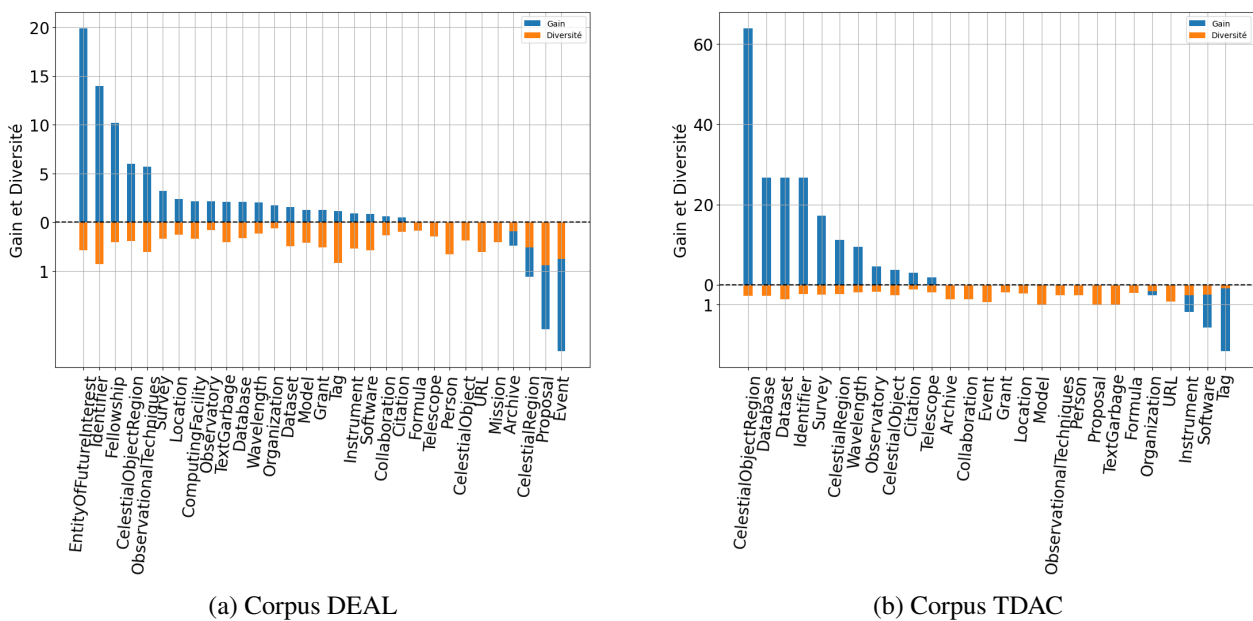 Gain
Diversité
Gain et Diversité
20
15
10
5
0
1
EntityOfFutureInterest
Identifier
Fellowship
CelestialObjectRegion
ObservationalTechniques
Survey
Location
ComputingFacility
Observatory
TextGarbage
Database
Wavelength
Organization
Dataset
Model
Grant
Tag
Instrument
Software
Collaboration
Citation
Formula
Telescope
Person
CelestialObject
URL
Mission
Archive
CelestialRegion
Proposal
Event
(a) Corpus DEAL
Gain
Diversité
Gain et Diversité
60
40
20
0
1
CelestialObjectRegion
Database
Dataset
Identifier
Survey
CelestialRegion
Wavelength
Observatory
CelestialObject
Citation
Telescope
Archive
Collaboration
Event
Grant
Location
Model
ObservationalTechniques
Person
Proposal
TextGarbage
Formula
Organization
URL
Instrument
Software
Tag
(b) Corpus TDAC